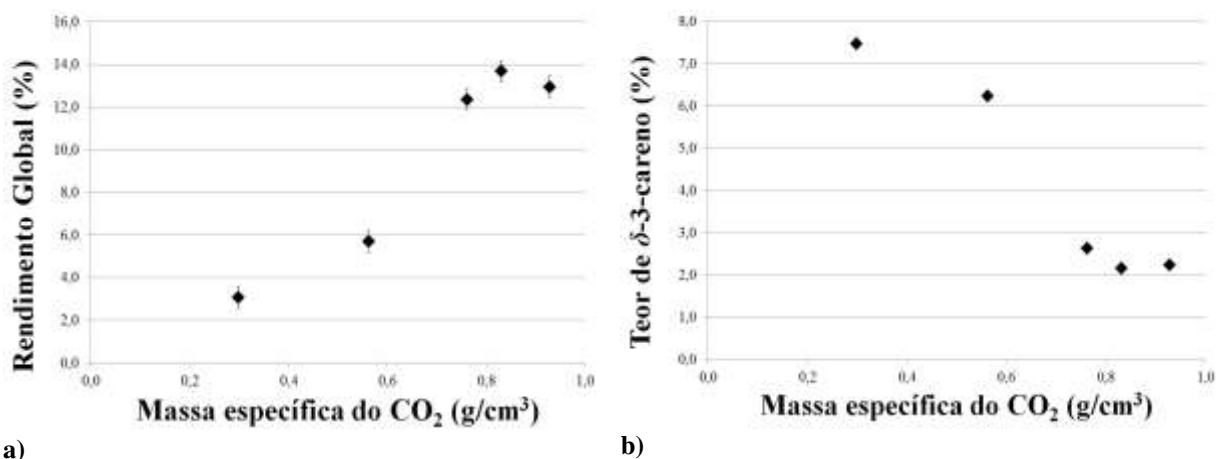 Rendimento Global (%)
16,0
14,0
12,0
10,0
8,0
6,0
4,0
2,0
0,0
0,0 0,2 0,4 0,6 0,8 1,0
Massa específica do CO₂ (g/cm³)
a)
Teor de δ-3-careno (%)
8,0
7,0
6,0
5,0
4,0
3,0
2,0
1,0
0,0
0,0 0,2 0,4 0,6 0,8 1,0
Massa específica do CO₂ (g/cm³)
b)